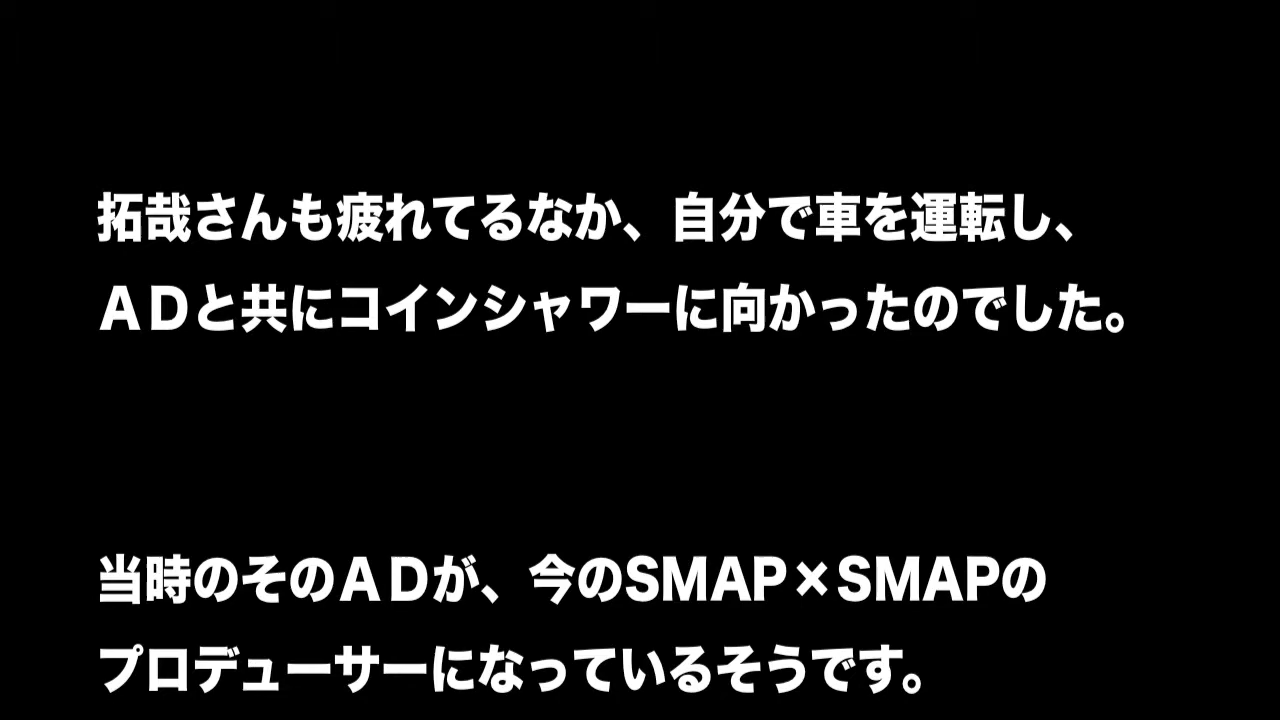 拓哉さんも疲れてるなか、自分で車を運転し、
ＡＤと共にコインシャワーに向かったのでした。
当時のそのＡＤが、今のSMAP×SMAPの
プロデューサーになっているそうです。